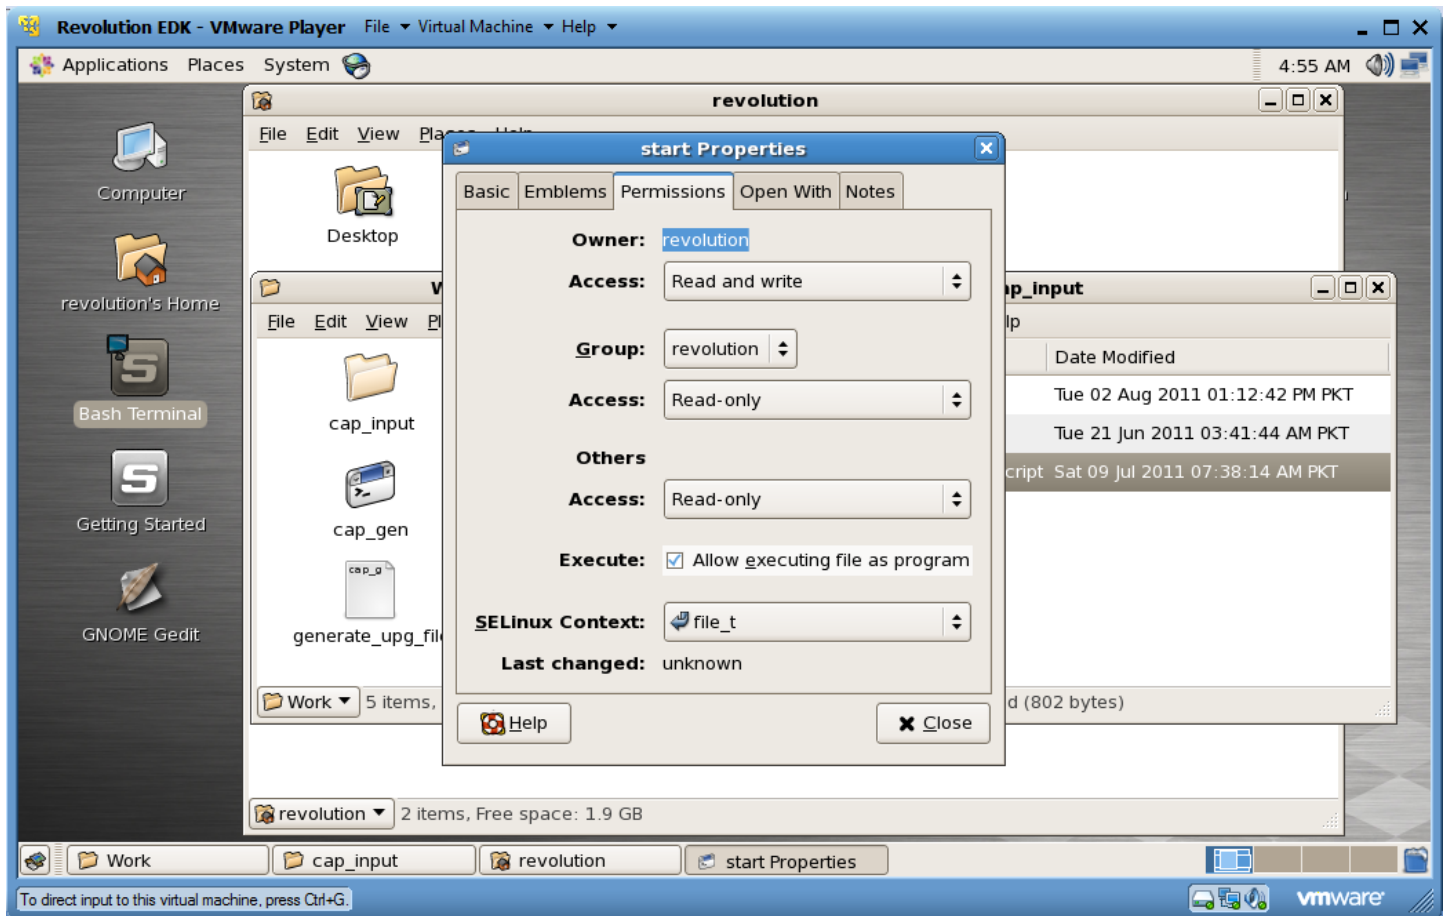 Revolution EDK - VMware Player File Virtual Machine Help
Applications Places System 4:55 AM
revolution
File Edit View
start Properties
Basic Emblems Permissions Open With Notes
Computer
Desktop
Owner: revolution
Access: Read and write
revolution's Home
File Edit View
Group: revolution
Date Modified
Access: Read-only
Tue 02 Aug 2011 01:12:42 PM PKT
Bash Terminal
cap_input
Tue 21 Jun 2011 03:41:44 AM PKT
Others
cript Sat 09 Jul 2011 07:38:14 AM PKT
Access: Read-only
Getting Started
cap_gen
Execute: Allow executing file as program
cap_g
SELinux Context: file_t
GNOME Gedit
generate_upg_file
Last changed: unknown
Work 5 items,
d (802 bytes)
Help Close
revolution 2 items, Free space: 1.9 GB
Work cap_input revolution start Properties
To direct input to this virtual machine, press Ctrl+G.
vmware